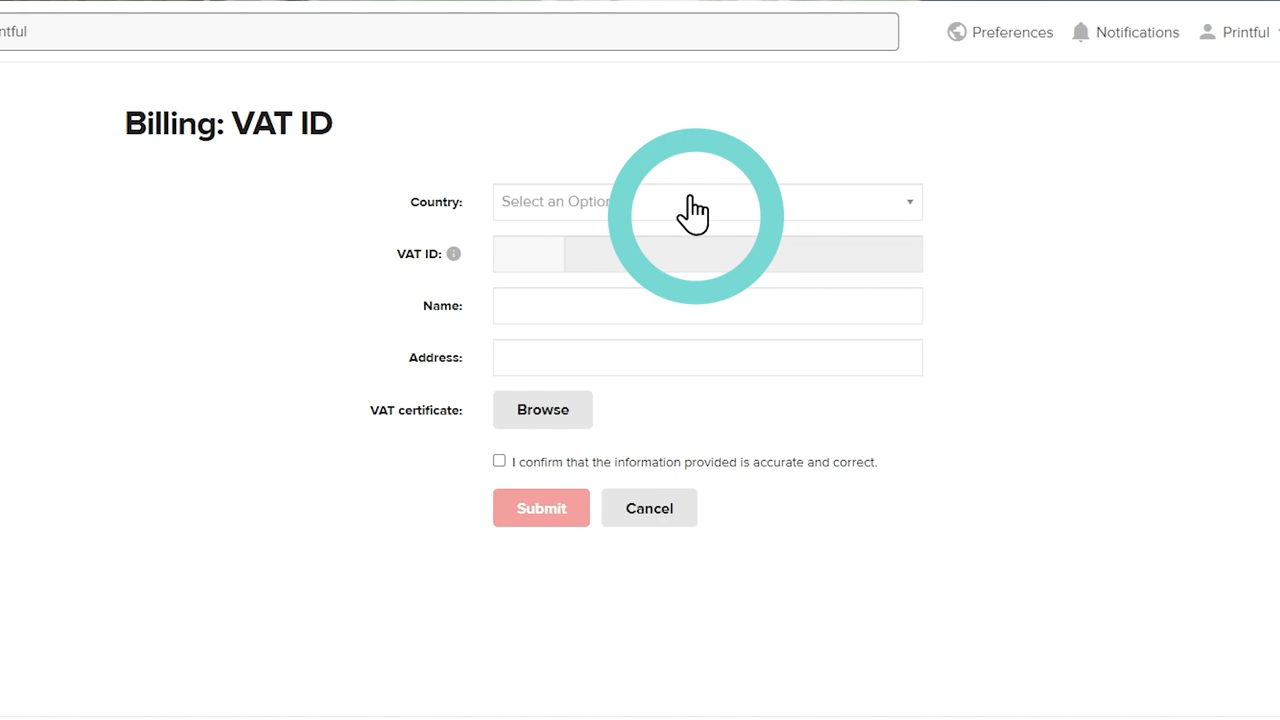 ntful
Preferences
Notifications
Printful
Billing: VAT ID
Country:
Select an Option
VAT ID:
Name:
Address:
VAT certificate:
Browse
I confirm that the information provided is accurate and correct.
Submit
Cancel